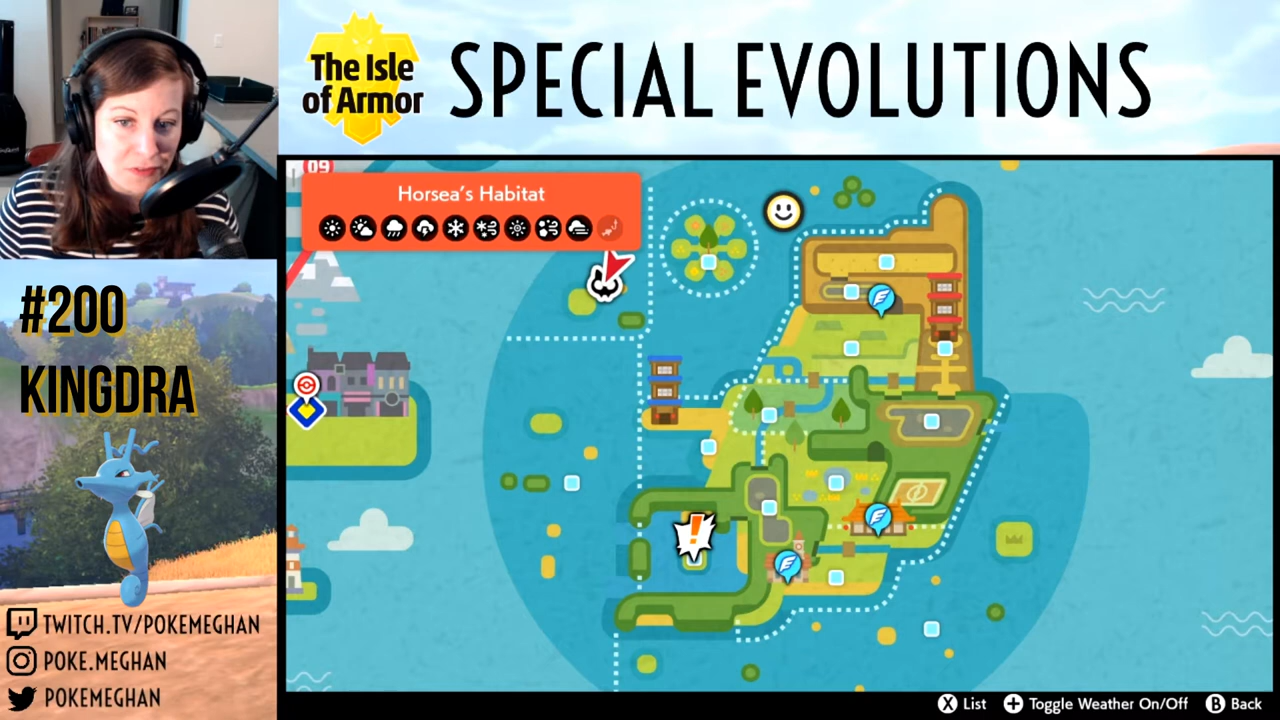 The Isle
of Armor
SPECIAL EVOLUTIONS
09
Horsea's Habitat
#200
KINGDRA
TWITCH.TV/POKEMEGHAN
POKE.MEGHAN
POKEMEGHAN
X List + Toggle Weather On/Off B Back